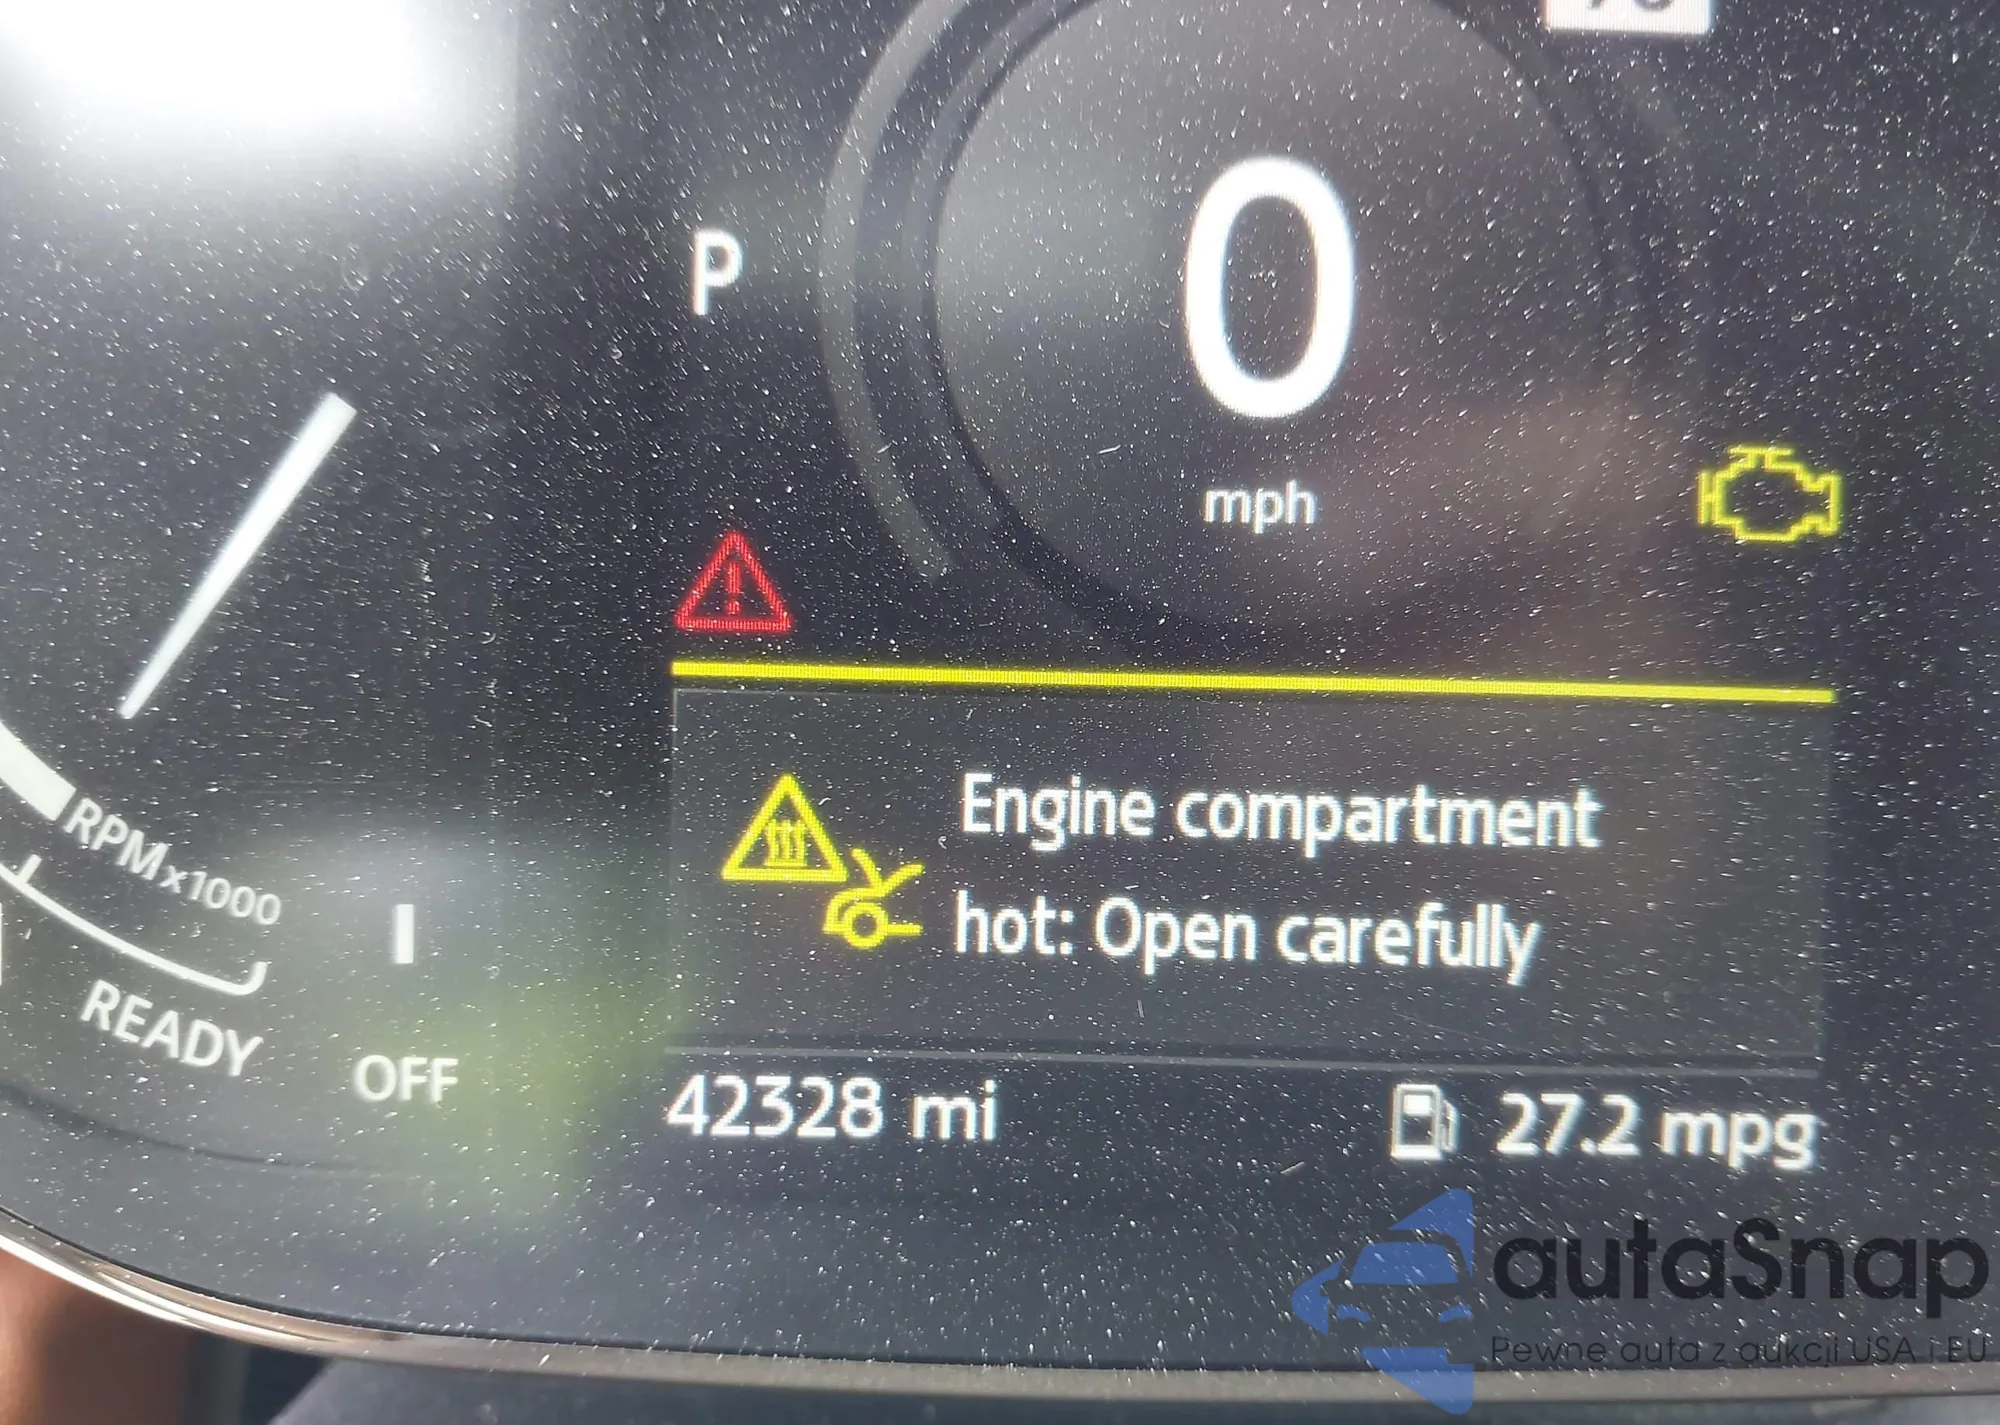 P
0
mph
RPM x1000
READY
OFF
Engine compartment
hot: Open carefully
42328 mi
27.2 mpg
autaSnap
Pewne auta z aukcji USA i EU